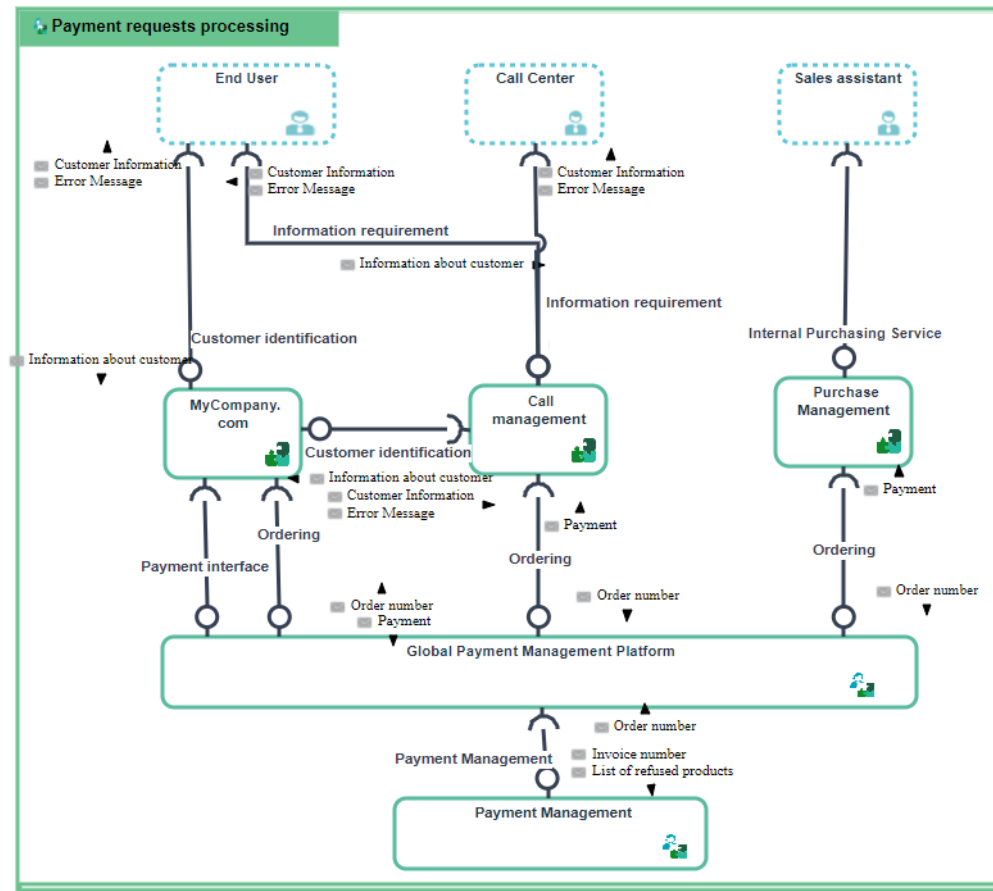 Payment requests processing
End User
Call Center
Sales assistant
Customer Information
Error Message
Customer Information
Error Message
Customer Information
Error Message
Information requirement
Information about customer
Information requirement
Customer identification
Internal Purchasing Service
Information about customer
MyCompany.
com
Call
management
Purchase
Management
Customer identification
Information about customer
Customer Information
Error Message
Payment
Payment
Ordering
Payment interface
Ordering
Ordering
Order number
Payment
Order number
Order number
Global Payment Management Platform
Order number
Payment Management
Invoice number
List of refused products
Payment Management